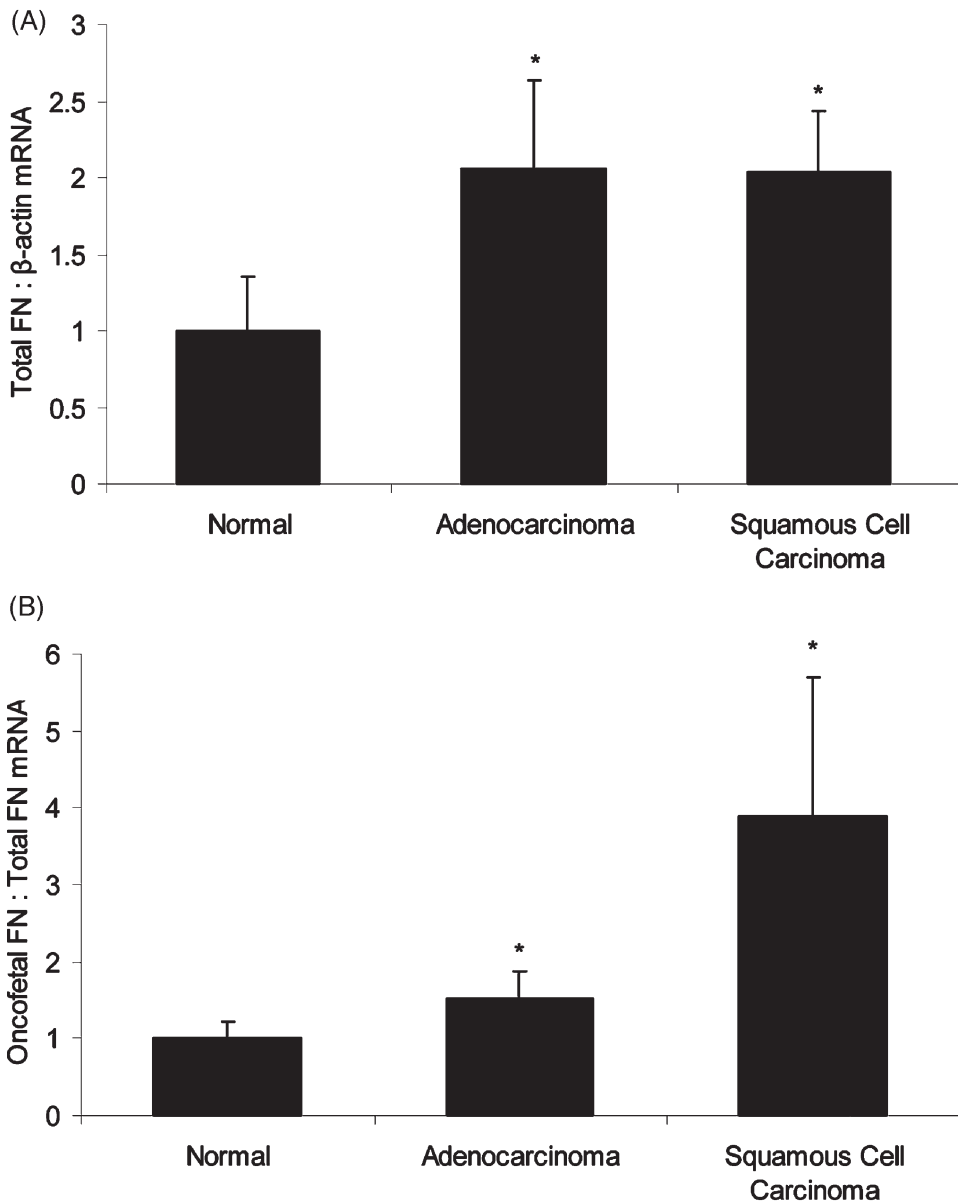 (A)
Total FN : β-actin mRNA
3
2.5
2
1.5
1
0.5
0
*
*
Normal
Adenocarcinoma
Squamous Cell
Carcinoma
(B)
Oncofetal FN : Total FN mRNA
6
5
4
3
2
1
0
*
*
Normal
Adenocarcinoma
Squamous Cell
Carcinoma